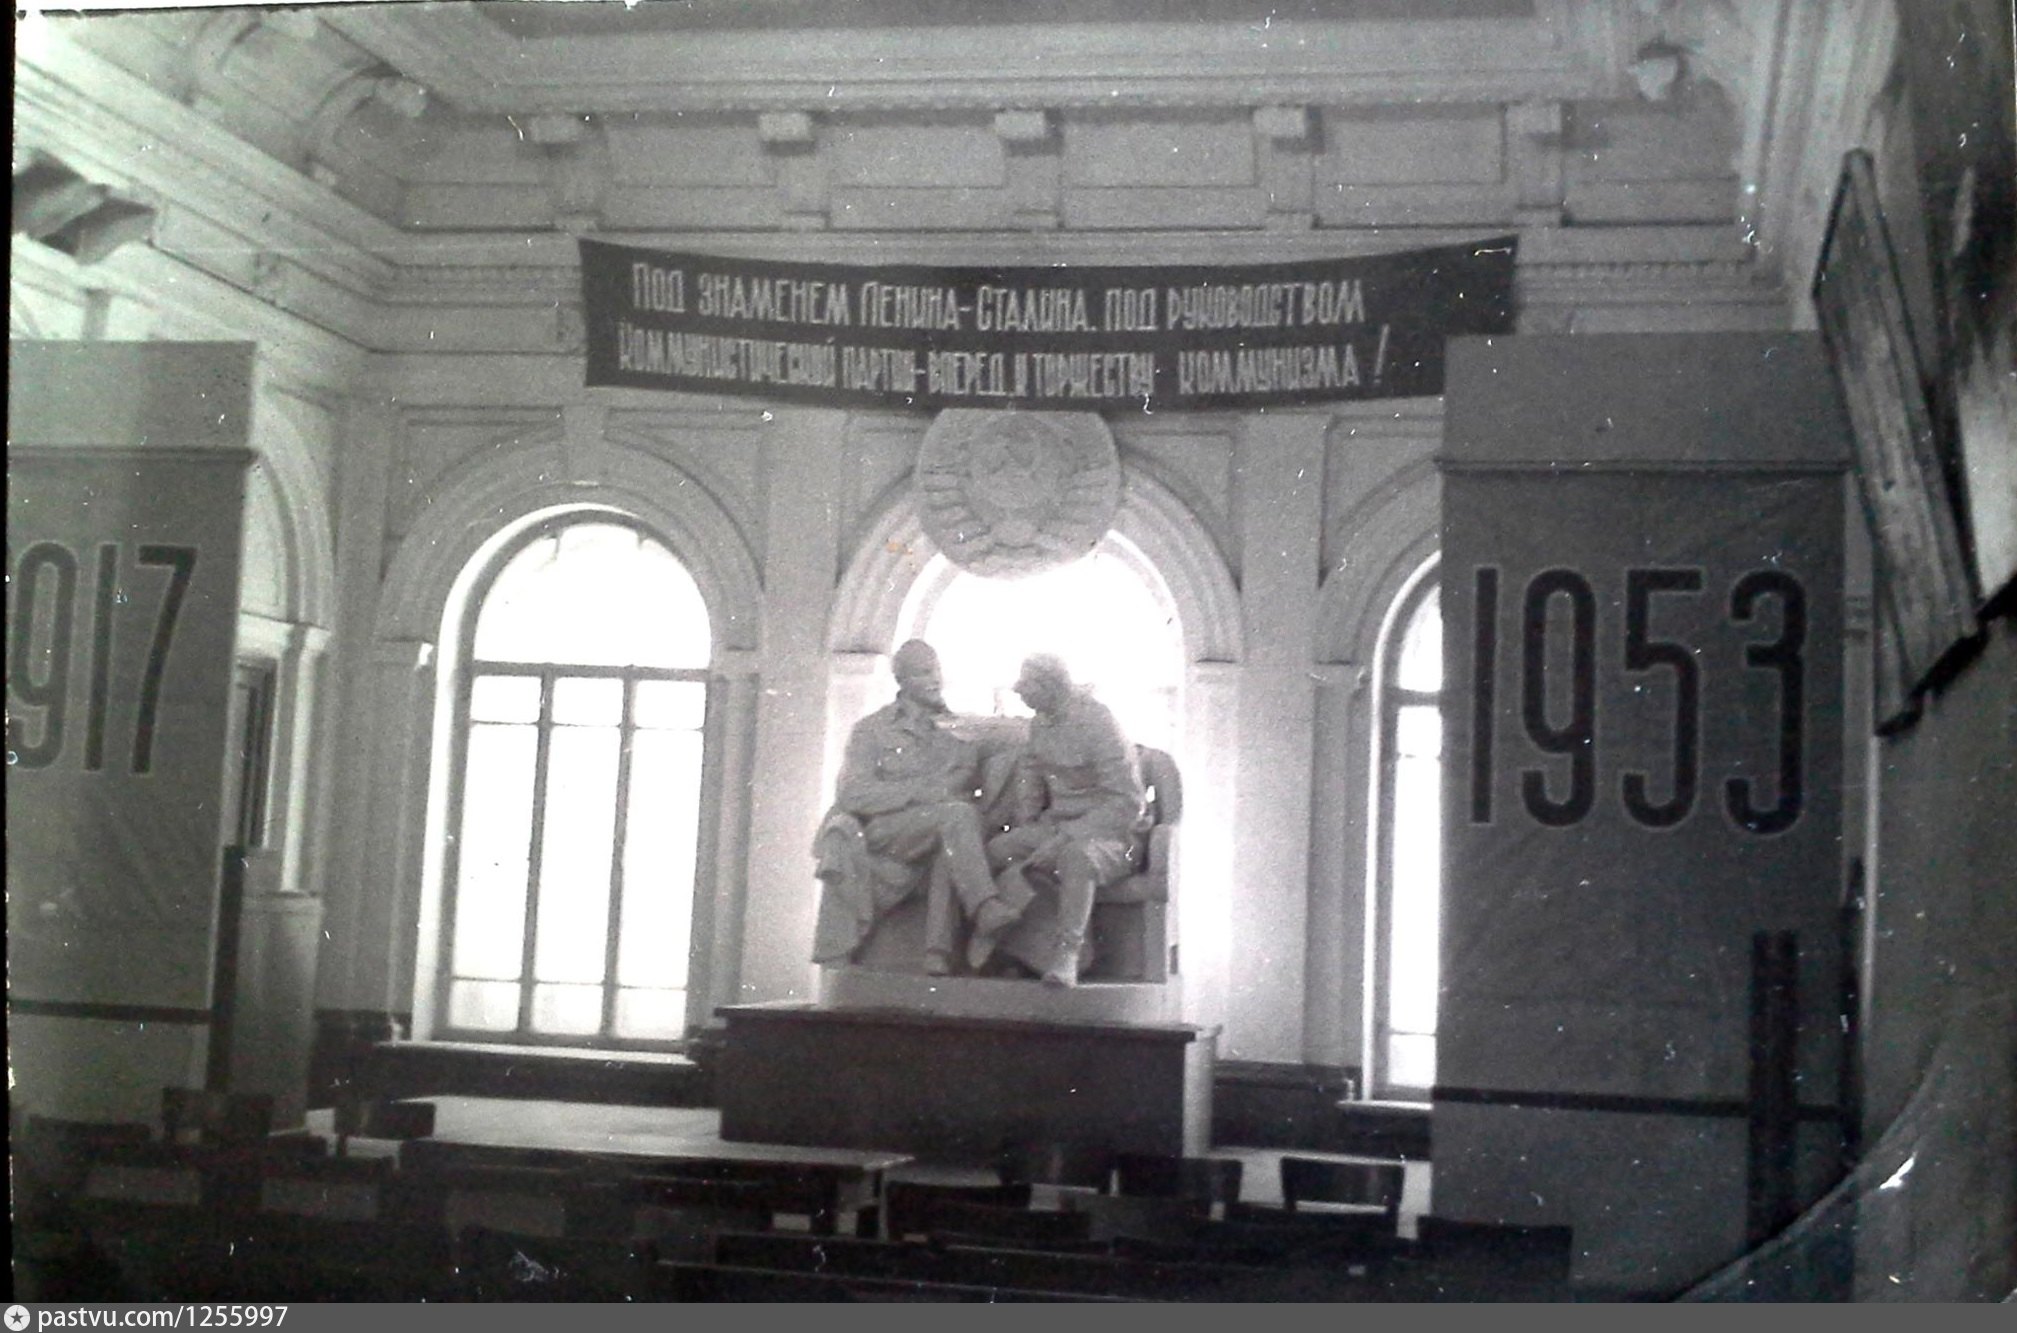 Под знаменем Ленина-Сталина. под руководством
Коммунистической партии-вперед к торжеству коммунизма!
917
1953
pastvu.com/1255997